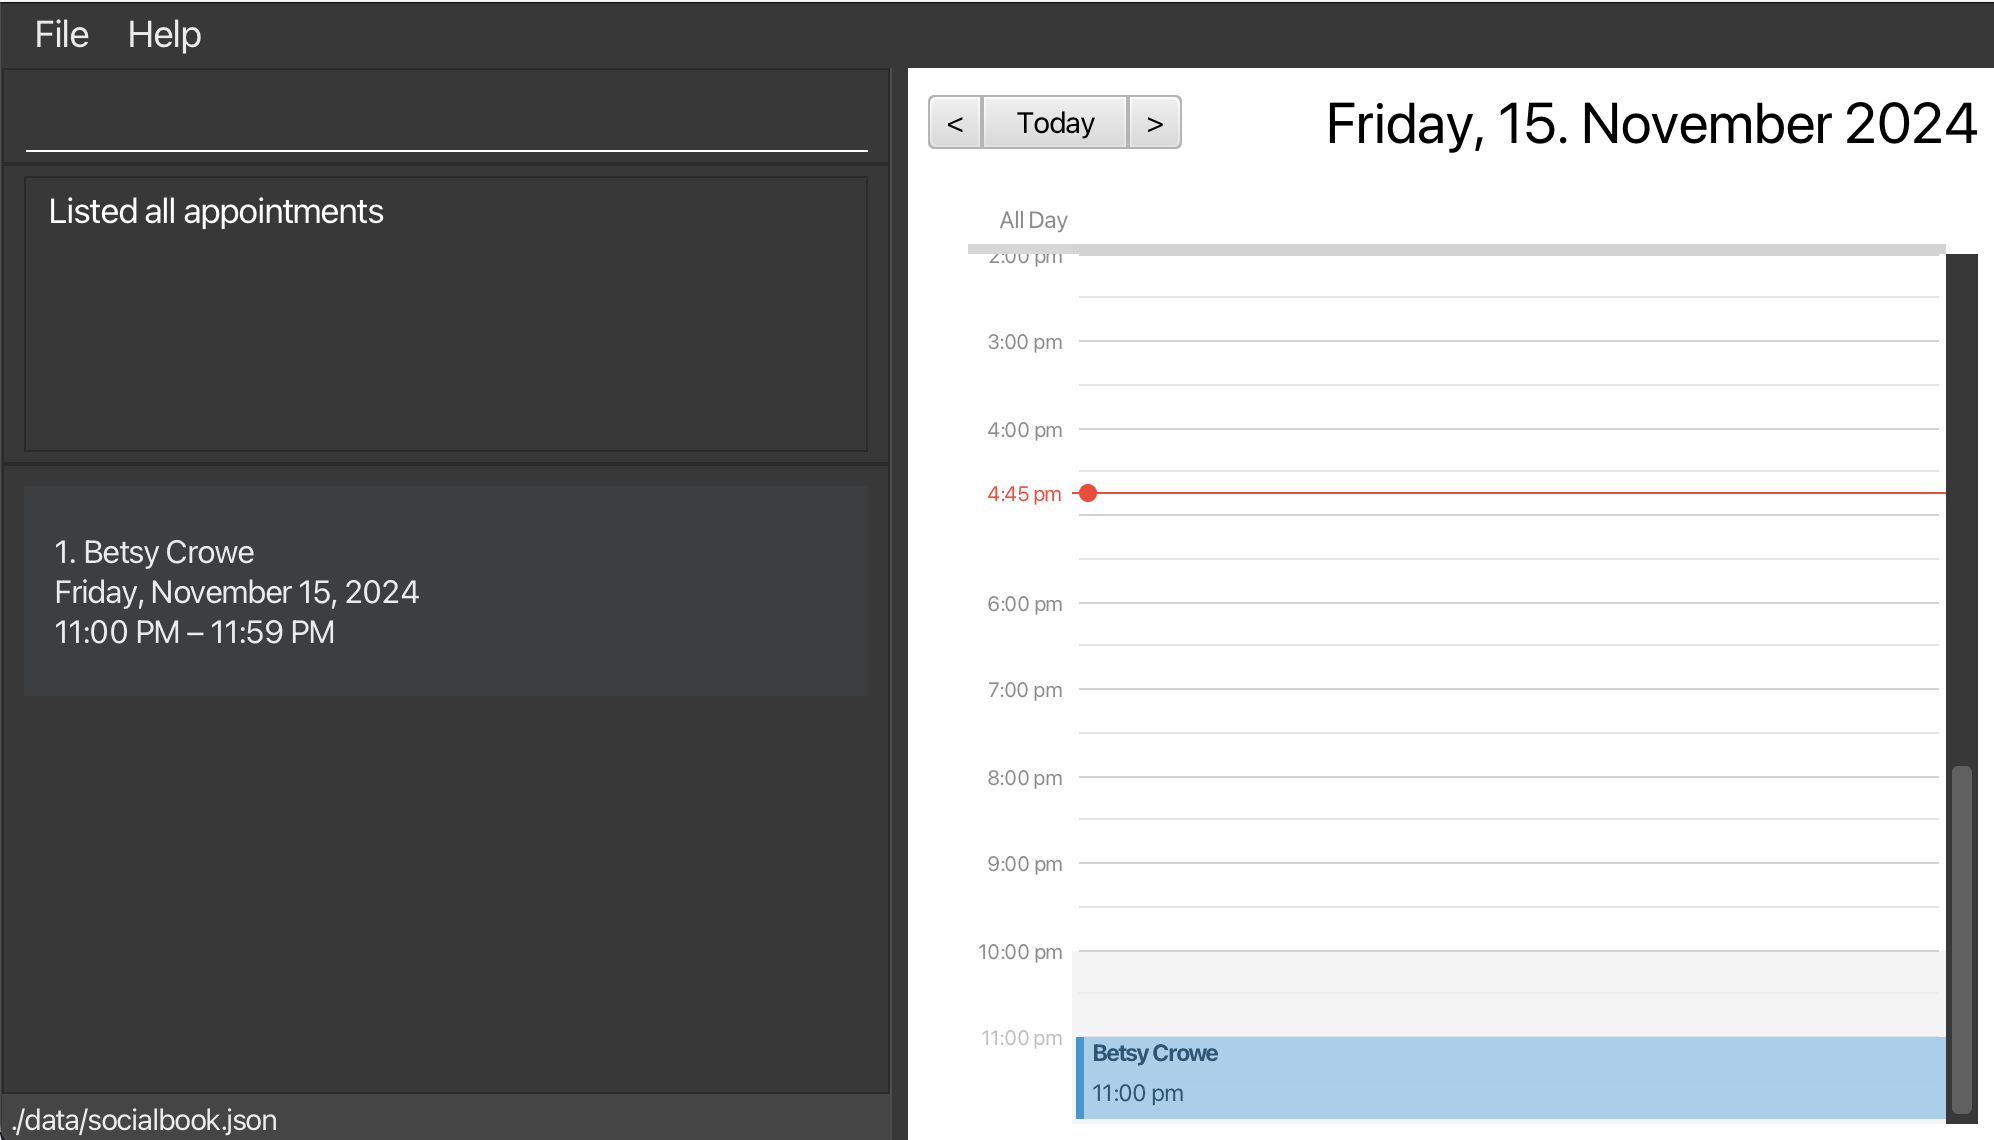 File Help
Listed all appointments
1. Betsy Crowe
Friday, November 15, 2024
11:00 PM – 11:59 PM
./data/socialbook.json
< Today >
Friday, 15. November 2024
All Day
2:00 pm
3:00 pm
4:00 pm
4:45 pm
6:00 pm
7:00 pm
8:00 pm
9:00 pm
10:00 pm
11:00 pm
Betsy Crowe
11:00 pm